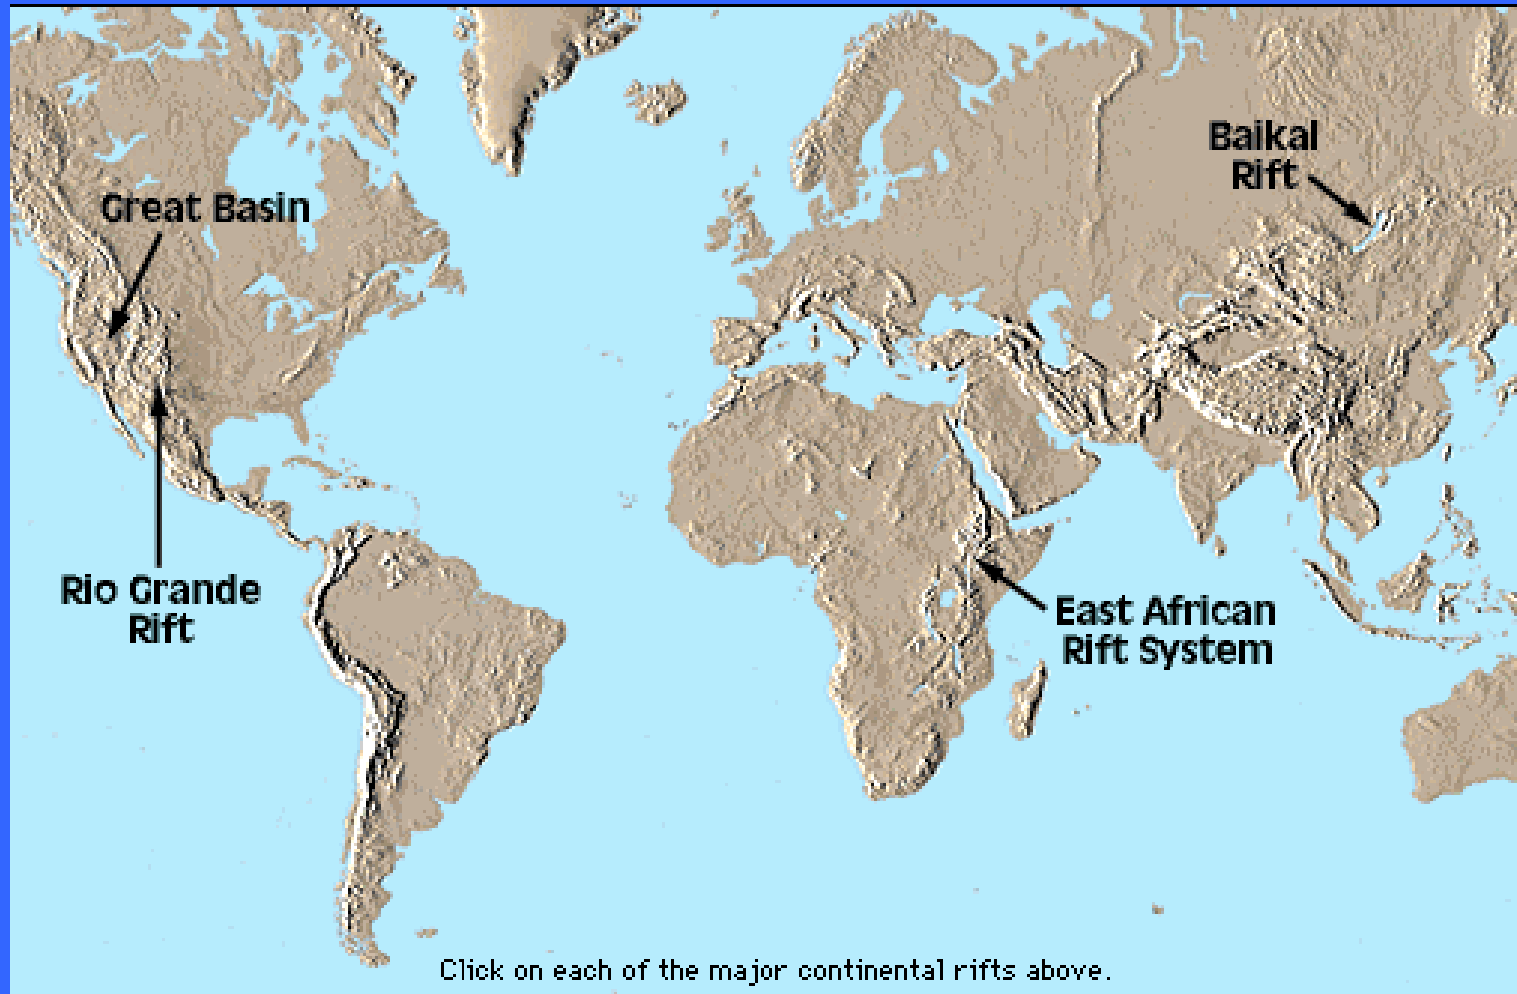 Baikal
Rift
Great Basin
Rio Grande
Rift
East African
Rift System
Click on each of the major continental rifts above.